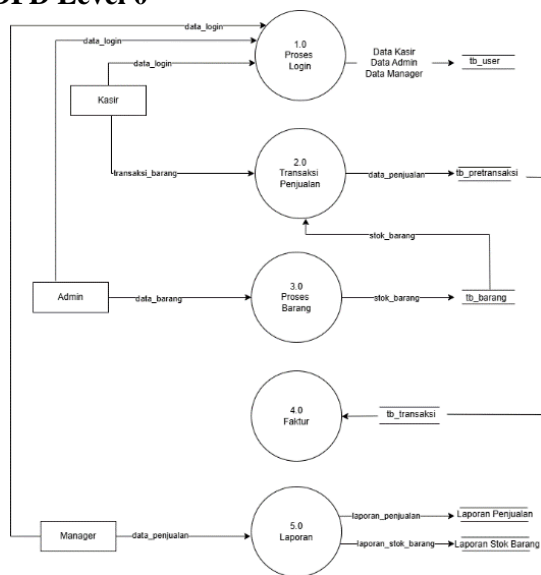 DFD Level 0
data_login
data_login
data_login
1.0
Proses
Login
Data Kasir
Data Admin
Data Manager
tb_user
Kasir
transaksi_barang
2.0
Transaksi
Penjualan
data_penjualan
tb_pretransaksi
stok_barang
Admin
data_barang
3.0
Proses
Barang
stok_barang
tb_barang
4.0
Faktur
tb_transaksi
Manager
data_penjualan
5.0
Laporan
laporan_penjualan
Laporan Penjualan
laporan_stok_barang
Laporan Stok Barang